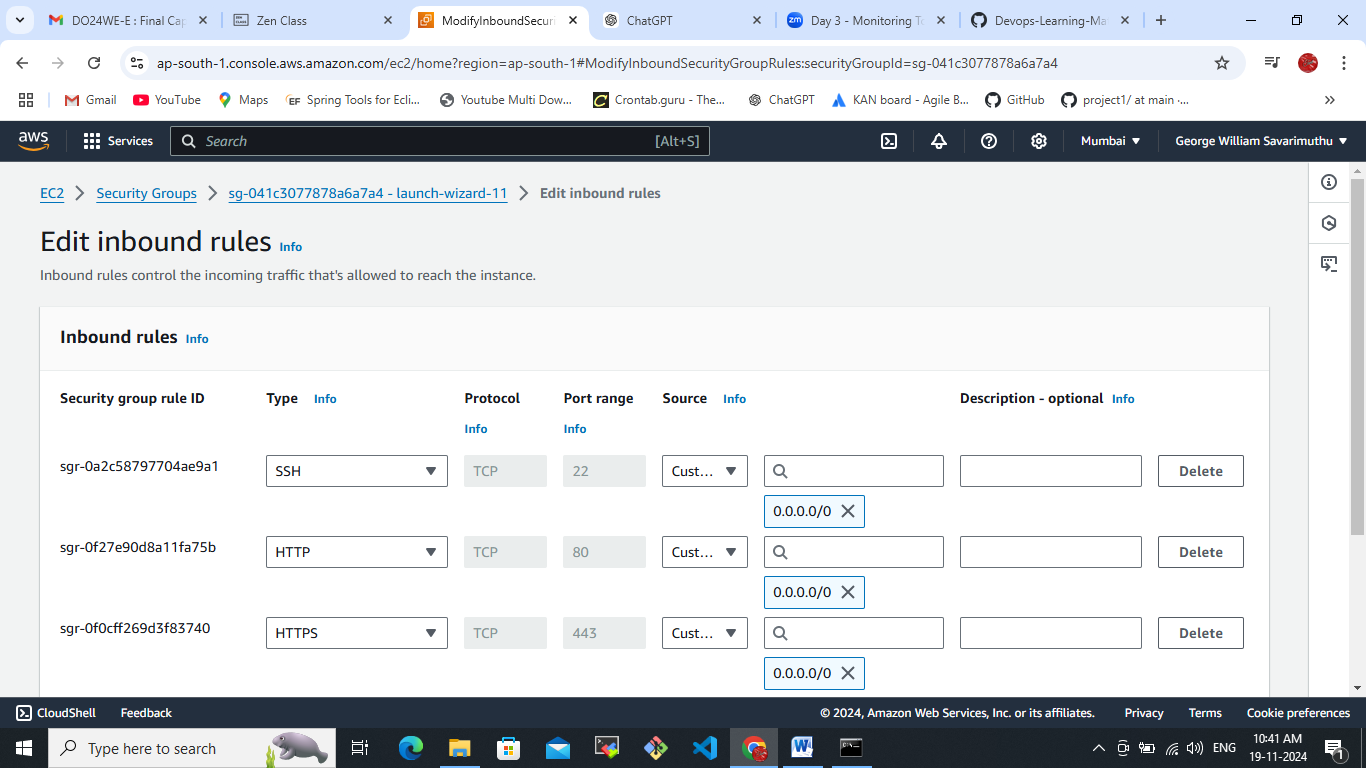 DO24WE-E : Final Cap
Zen Class
ModifyInboundSecuri
ChatGPT
Day 3 - Monitoring To
Devops-Learning-Ma
ap-south-1.console.aws.amazon.com/ec2/home?region=ap-south-1#ModifyInboundSecurityGroupRules:securityGroupId=sg-041c3077878a6a7a4
Gmail
YouTube
Maps
EF Spring Tools for Ecli...
Youtube Multi Dow...
Crontab.guru - The...
ChatGPT
KAN board - Agile B...
GitHub
project1/ at main ·...
aws
Services
Search
[Alt+S]
Mumbai
George William Savarimuthu
EC2
Security Groups
sg-041c3077878a6a7a4 - launch-wizard-11
Edit inbound rules
Edit inbound rules Info
Inbound rules control the incoming traffic that's allowed to reach the instance.
Inbound rules Info
Security group rule ID
Type Info
Protocol
Info
Port range
Info
Source Info
Description - optional Info
sgr-0a2c58797704ae9a1
SSH
TCP
22
Cust...
0.0.0.0/0
Delete
sgr-0f27e90d8a11fa75b
HTTP
TCP
80
Cust...
0.0.0.0/0
Delete
sgr-0f0cff269d3f83740
HTTPS
TCP
443
Cust...
0.0.0.0/0
Delete
CloudShell
Feedback
© 2024, Amazon Web Services, Inc. or its affiliates.
Privacy
Terms
Cookie preferences
Type here to search
ENG
10:41 AM
19-11-2024
1